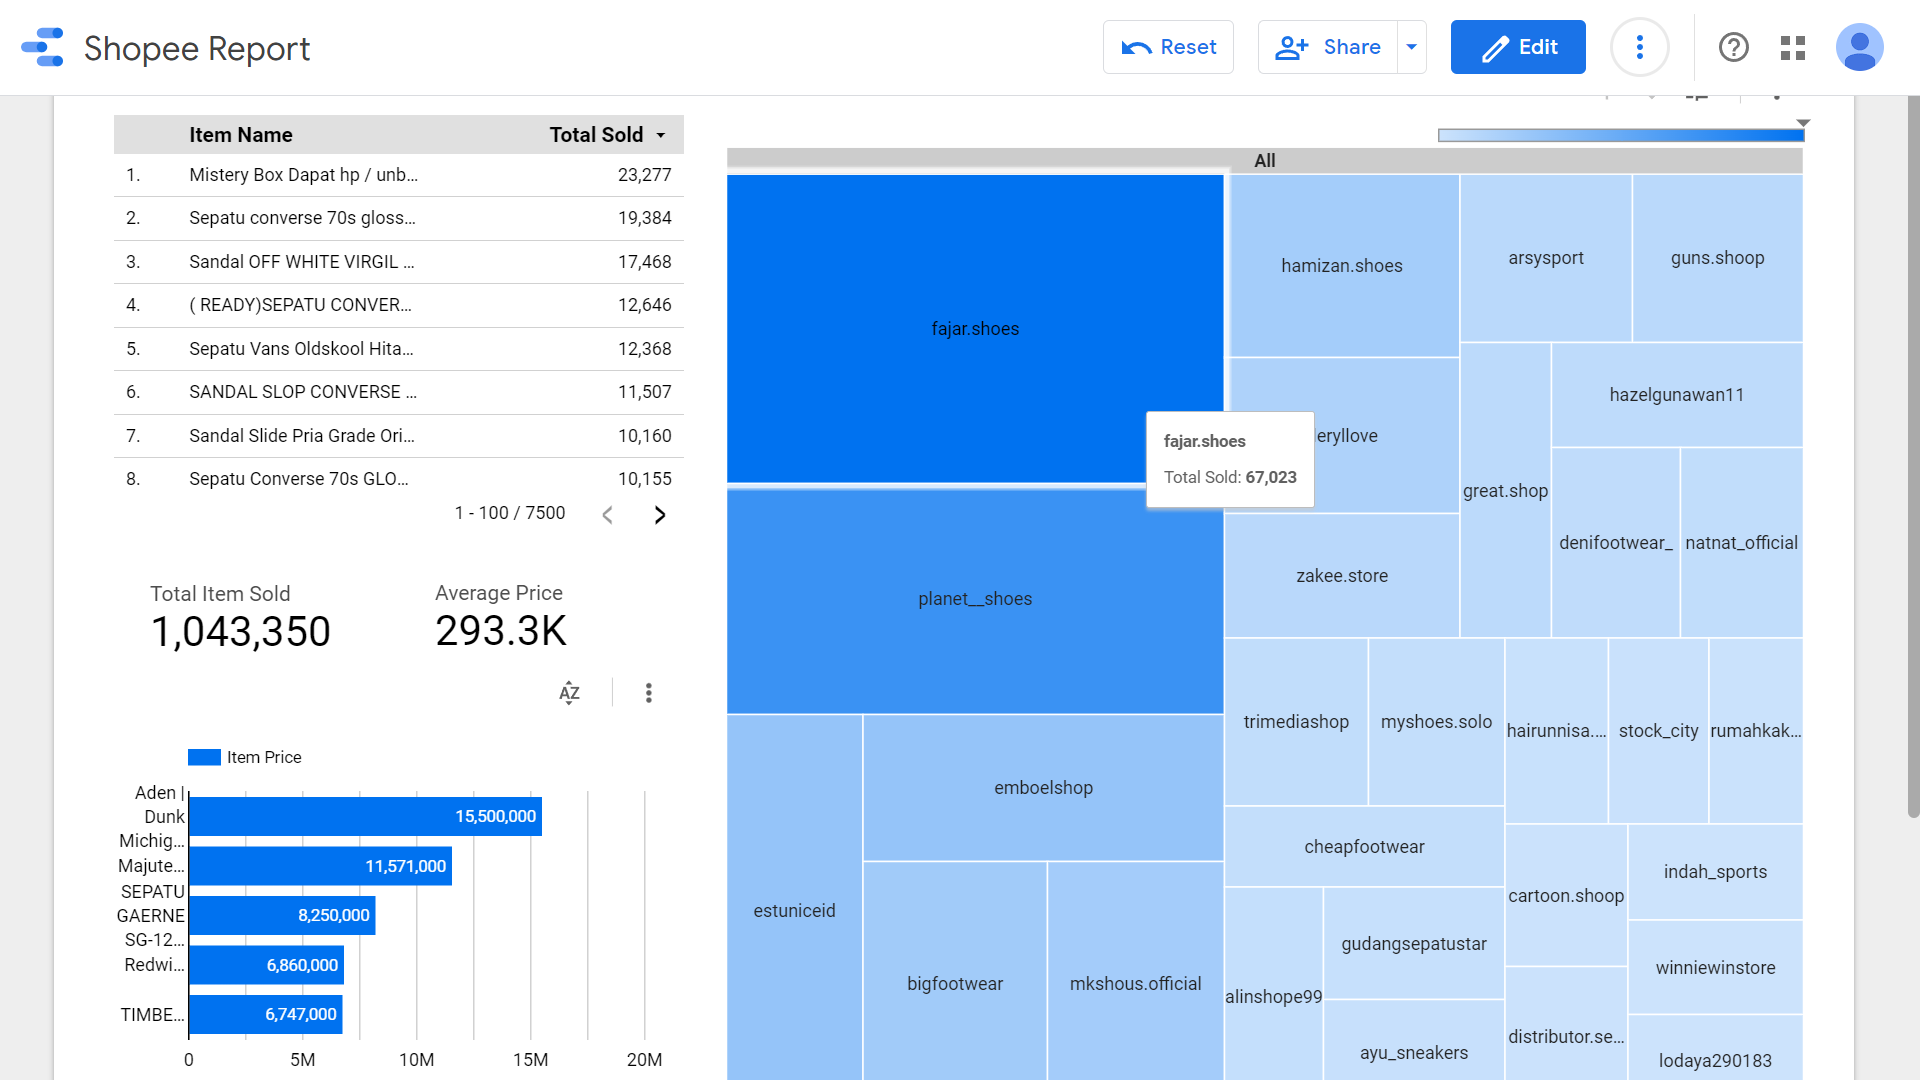 Shopee Report
Reset
Share
Edit
Item Name Total Sold
1. Mistery Box Dapat hp / unb... 23,277
2. Sepatu converse 70s gloss... 19,384
3. Sandal OFF WHITE VIRGIL ... 17,468
4. ( READY)SEPATU CONVER... 12,646
5. Sepatu Vans Oldskool Hita... 12,368
6. SANDAL SLOP CONVERSE ... 11,507
7. Sandal Slide Pria Grade Ori... 10,160
8. Sepatu Converse 70s GLO... 10,155
1 - 100 / 7500
Total Item Sold
1,043,350
Average Price
293.3K
AZ
Item Price
Aden |
Dunk
Michig...
Majute...
SEPATU
GAERNE
SG-12...
Redwi...
TIMBE...
15,500,000
11,571,000
8,250,000
6,860,000
6,747,000
0 5M 10M 15M 20M
All
fajar.shoes
planet__shoes
estuniceid
emboelshop
bigfootwear
mkshous.official
hamizan.shoes
eryllove
fajar.shoes
Total Sold: 67,023
zakee.store
arsysport
guns.shoop
great.shop
hazelgunawan11
denifootwear_
natnat_official
trimediashop
myshoes.solo
hairunnisa....
stock_city
rumahkak...
cheapfootwear
cartoon.shoop
indah_sports
alinshope99
gudangsepatustar
winniewinstore
ayu_sneakers
distributor.se...
lodaya290183